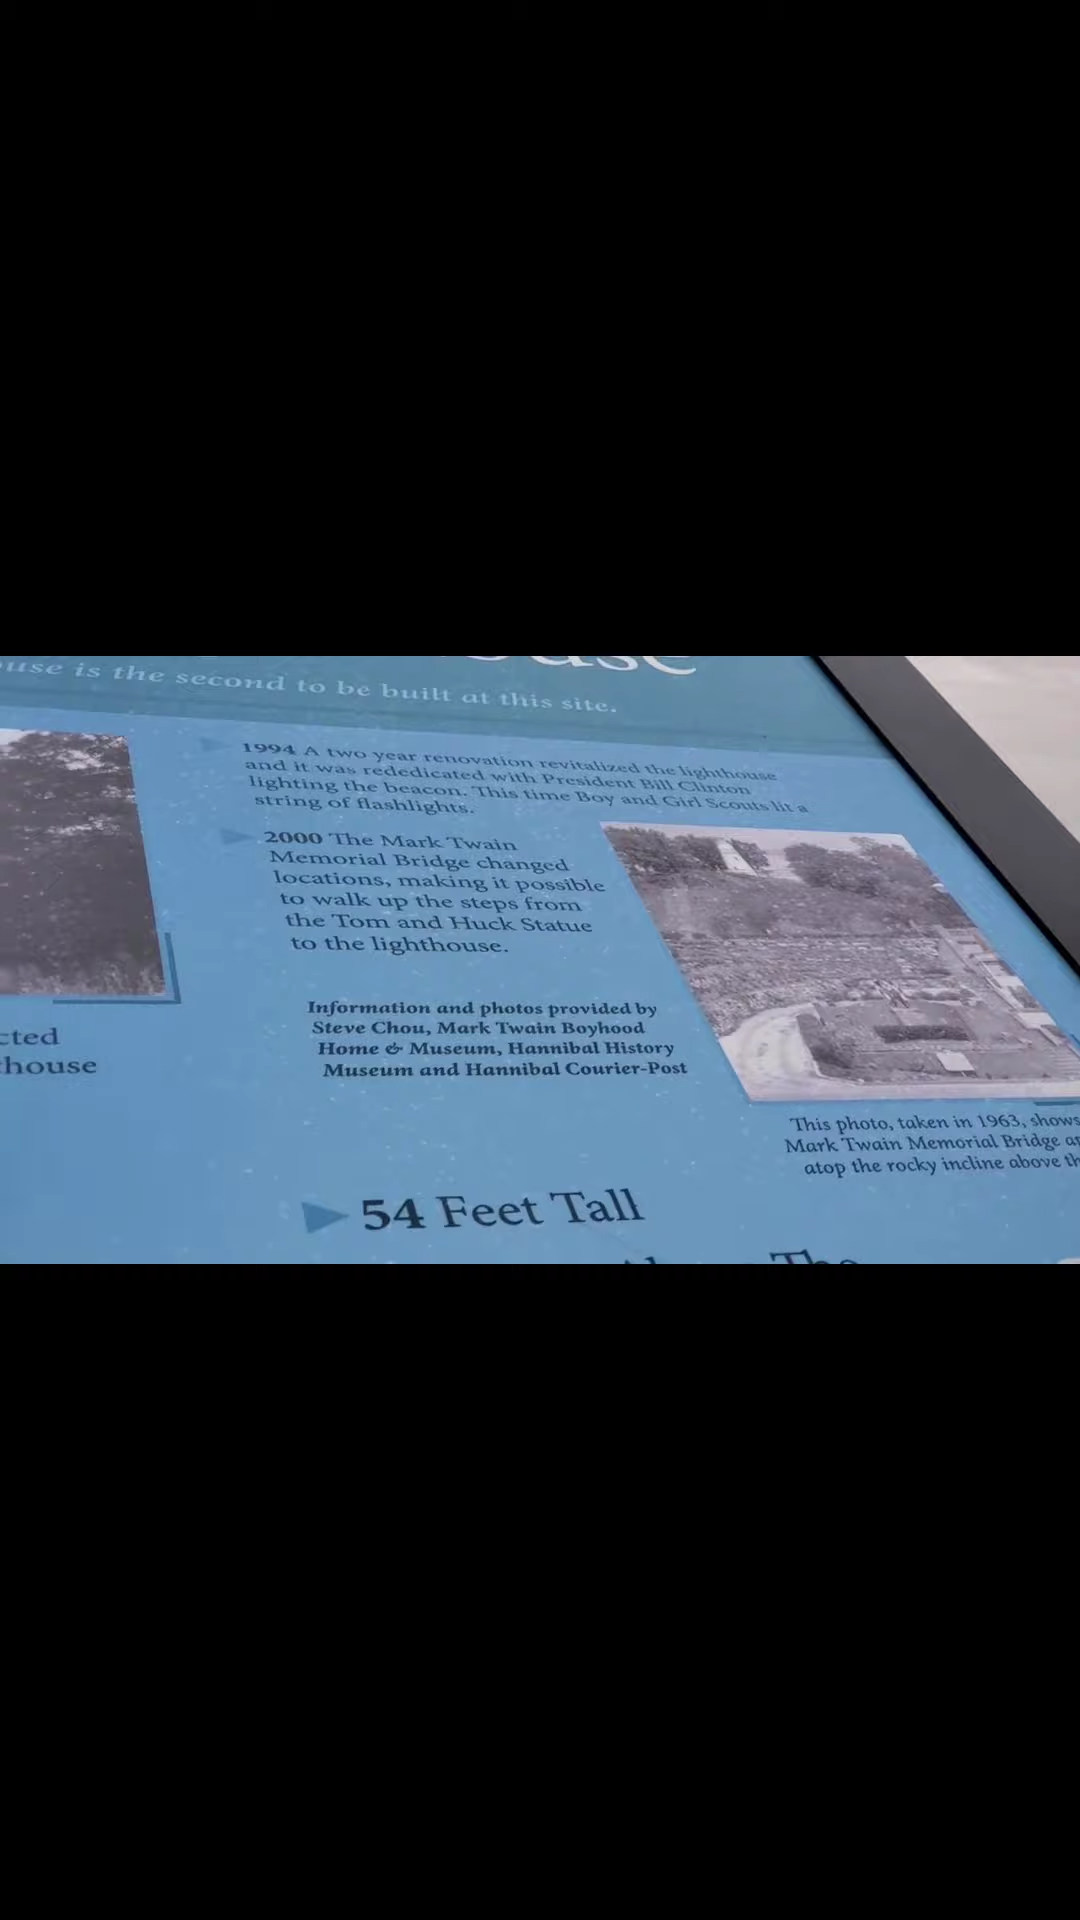 is the second to be built at this site.
1994 A two year renovation revitalized the lighthouse
and it was rededicated with President Bill Clinton
lighting the beacon. This time Boy and Girl Scouts lit a
string of flashlights.
2000 The Mark Twain
Memorial Bridge changed
locations, making it possible
to walk up the steps from
the Tom and Huck Statue
to the lighthouse.
Information and photos provided by
Steve Chou, Mark Twain Boyhood
Home & Museum, Hannibal History
Museum and Hannibal Courier-Post
cted
house
This photo, taken in 1963, shows
Mark Twain Memorial Bridge
atop the rocky incline above
54 Feet Tall
The